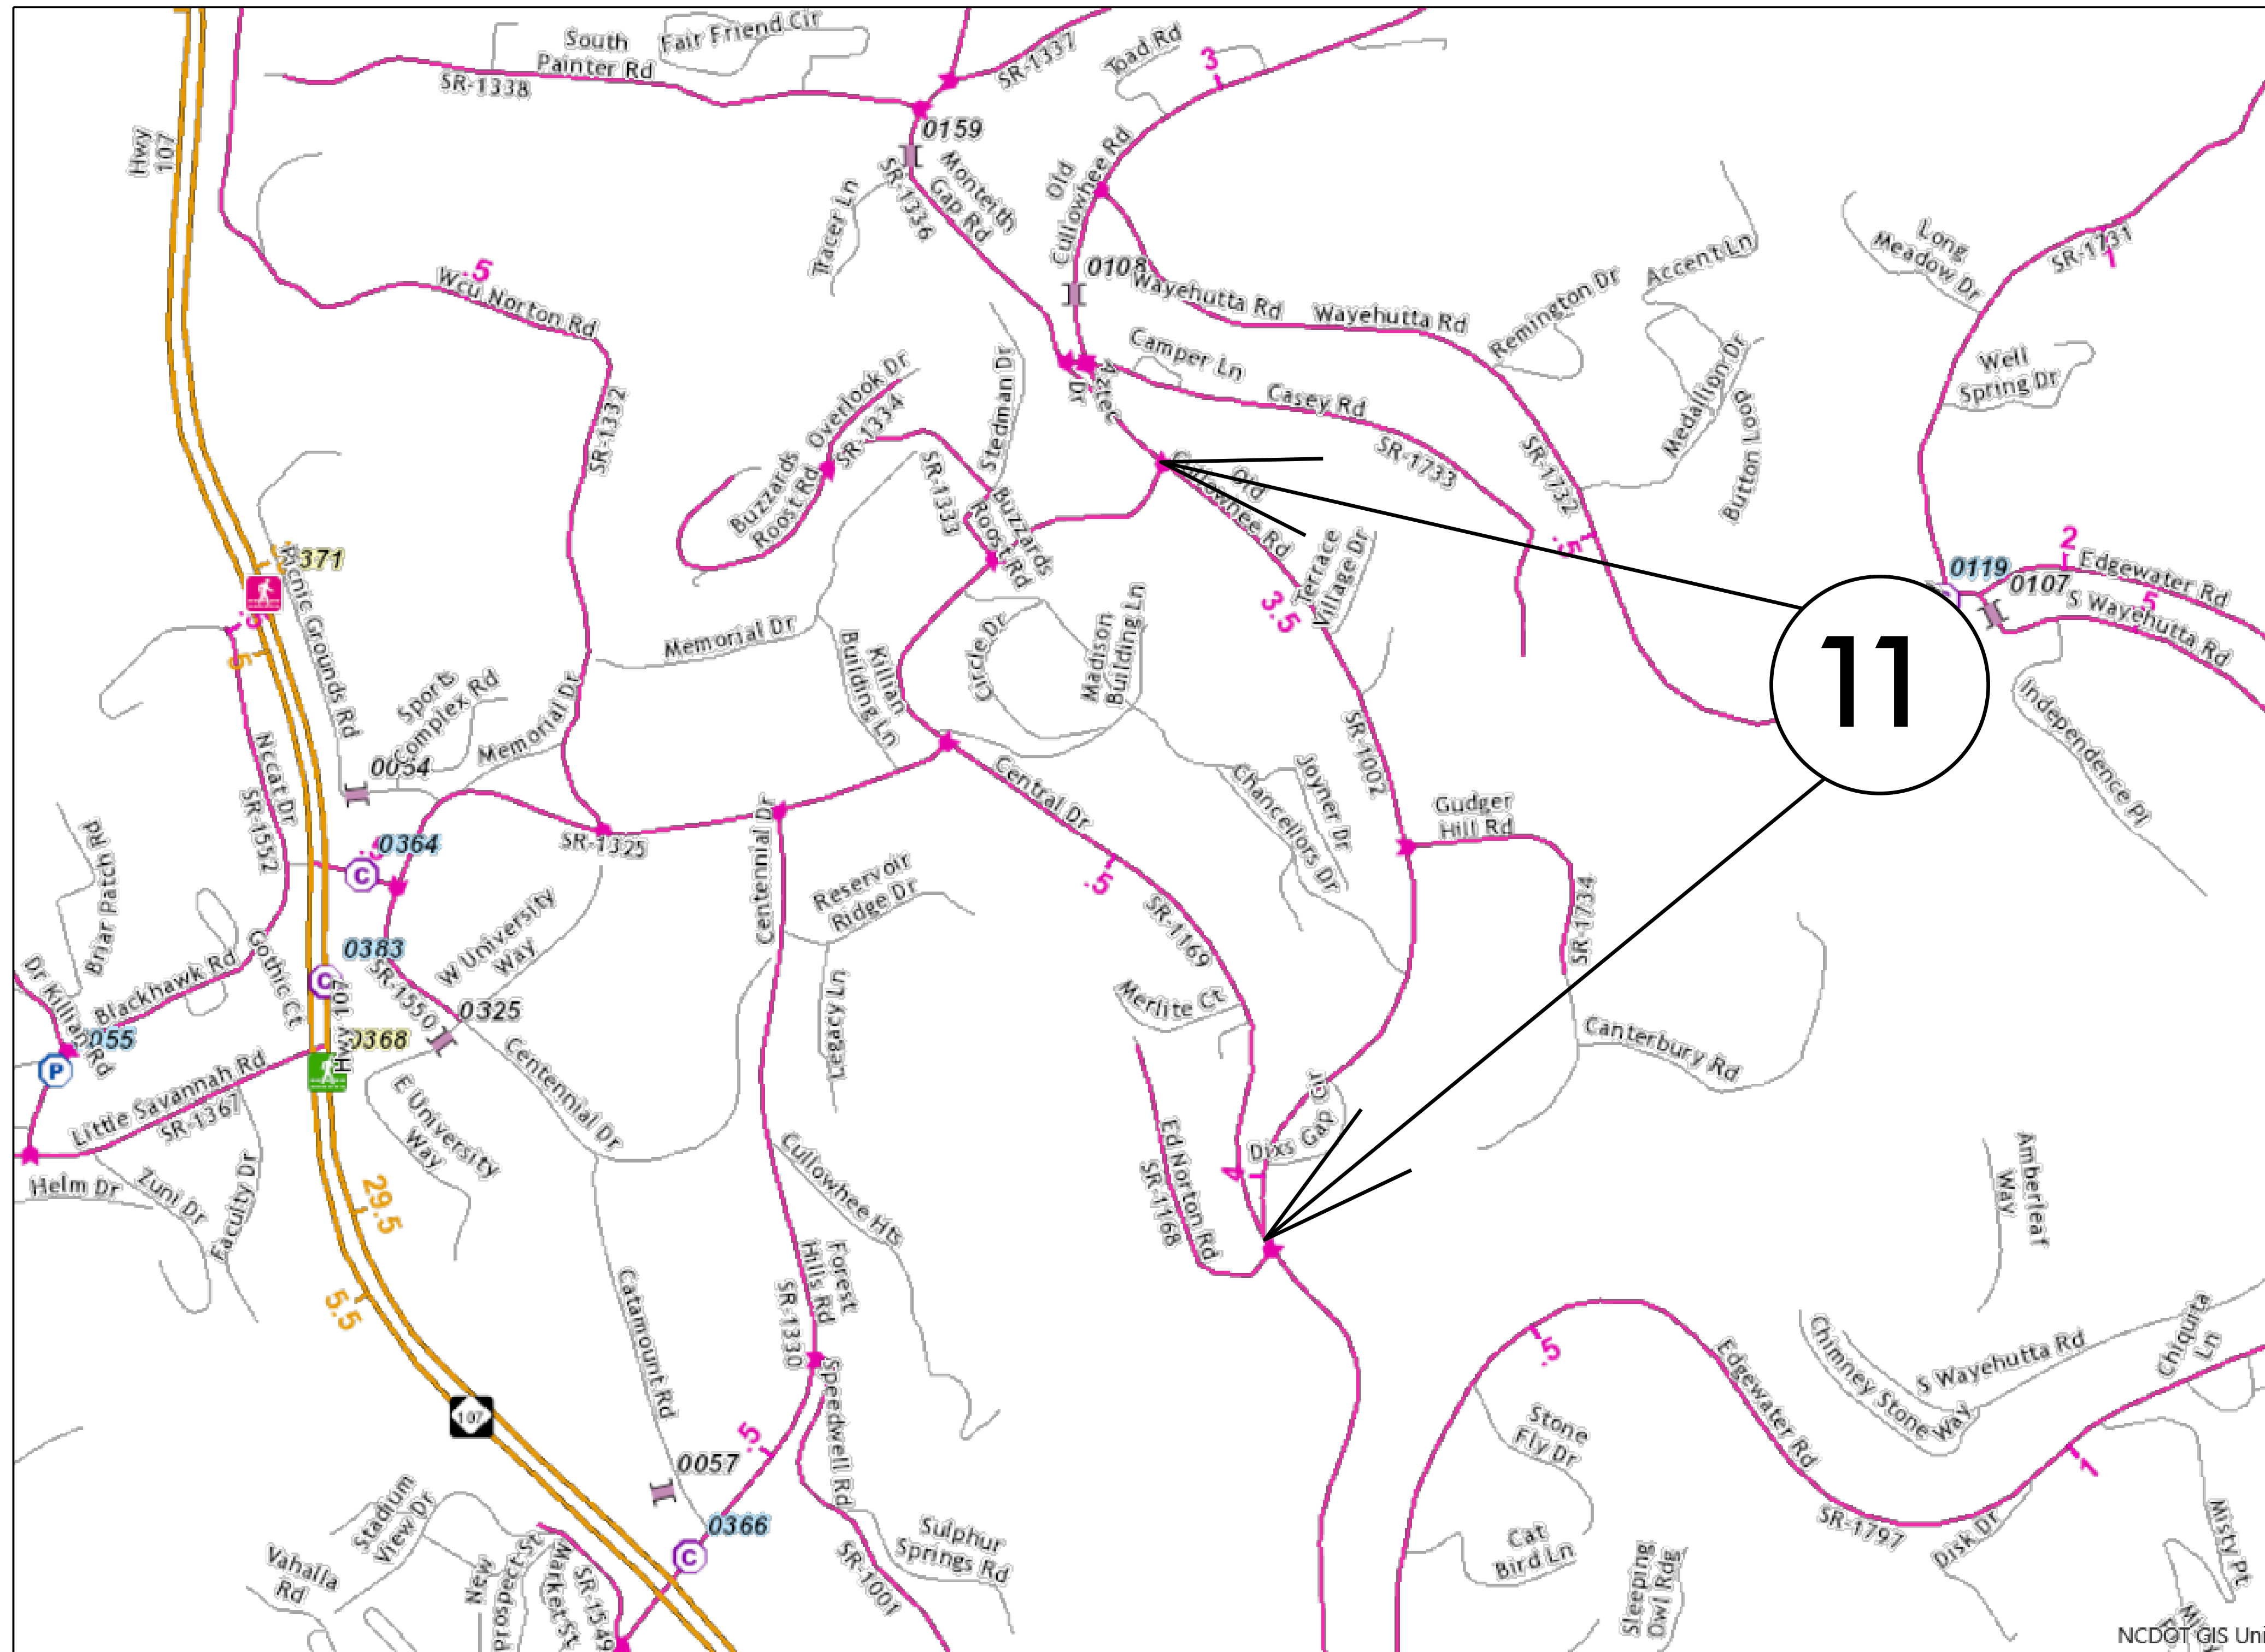 South
Painter Rd
Fair Friend Cir
SR-1338
SR-1337
Toad Rd
3
Hwy
107
0159
Monteith
Gap Rd
SR-1336
Tracer Ln
Old
Cullowhee Rd
0108
Wayehutta Rd
Wayehutta Rd
Remington Dr
Accent Ln
Long
Meadow Dr
SR-1731
1
.5
Wcu Norton Rd
SR-1332
Camper Ln
Casey Rd
Aztec
Dr
Medallion Dr
Button Loop
Well
Spring Dr
Stedman Dr
Overlook Dr
SR-1334
Buzzards
Roost Rd
SR-1333
Buzzards
Roost Rd
SR-1733
SR-1732
.5
Old
Cullowhee Rd
Terrace
Village Dr
3.5
11
0119
0107
2
Edgewater Rd
.5
S Wayehutta Rd
Independence Pl
371
Picnic Grounds Rd
.5
5
Sports
Complex Rd
Memorial Dr
Memorial Dr
Killian
Building Ln
Circle Dr
Madison
Building Ln
0054
Nccat Dr
SR-1552
SR-1325
Centennial Dr
Central Dr
.5
SR-1169
Chancellors Dr
Joyner Dr
SR-1002
Gudger
Hill Rd
SR-1734
Canterbury Rd
.5
0364
C
Briar Patch Rd
Reservoir
Ridge Dr
Legacy Ln
W University
Way
0383
C
SR-1550
0325
Gothic Ct
Blackhawk Rd
Dr Killian Rd
055
P
Hwy 107
0368
Little Savannah Rd
SR-1367
E University
Way
Centennial Dr
Merlite Ct
Helm Dr
Zuni Dr
Faculty Dr
29.5
5.5
Cullowhee Hts
Ed Norton Rd
SR-1168
4
Dixs Gap Cir
Amberleaf
Way
Forest
Hills Rd
SR-1330
Catamount Rd
107
Speedwell Rd
.5
0057
0366
C
Stadium
View Dr
Vahalla
Rd
New
Prospect St
Market St
SR-1549
SR-1001
Sulphur
Springs Rd
.5
Edgewater Rd
Chimney Stone Way
S Wayehutta Rd
Chiquita
Ln
1
Stone
Fly Dr
Cat
Bird Ln
Sleeping
Owl Rdg
SR-1797
Disk Dr
Misty Pt
NCDOT GIS Uni